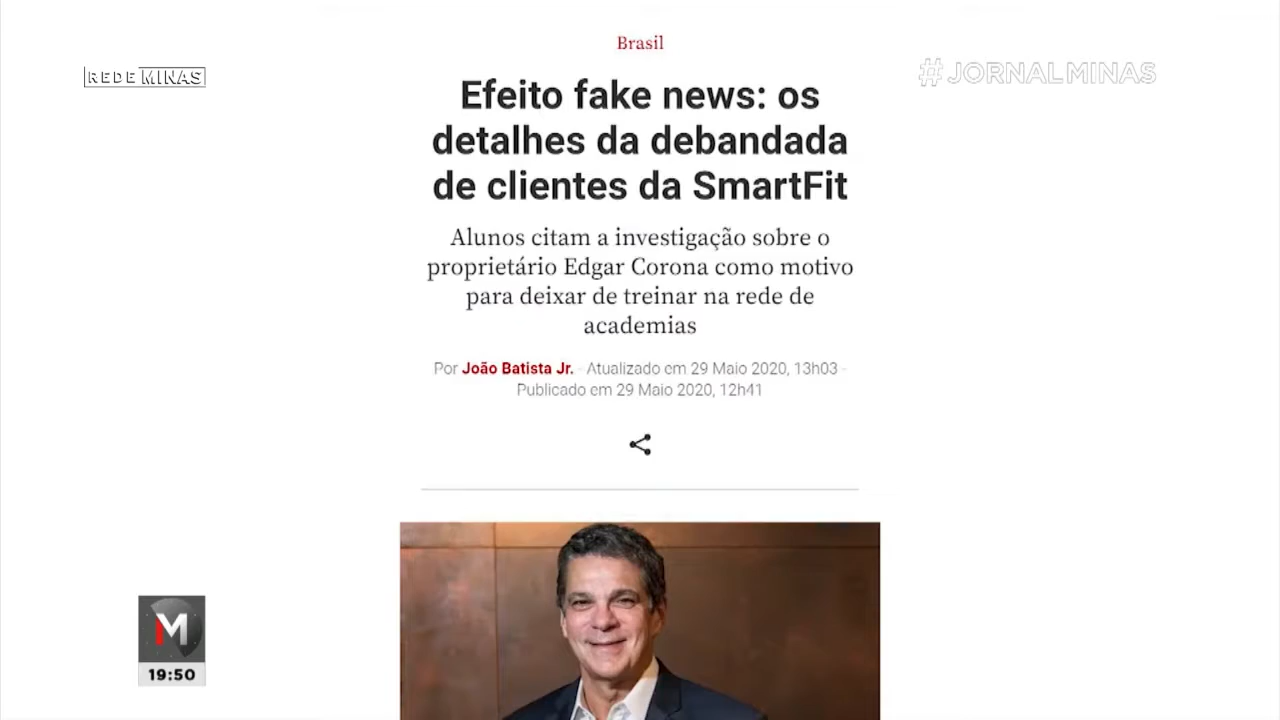 Brasil
REDE MINAS
#JORNALMINAS
Efeito fake news: os
detalhes da debandada
de clientes da SmartFit
Alunos citam a investigação sobre o
proprietário Edgar Corona como motivo
para deixar de treinar na rede de
academias
Por João Batista Jr. - Atualizado em 29 Maio 2020, 13h03 -
Publicado em 29 Maio 2020, 12h41
M
19:50